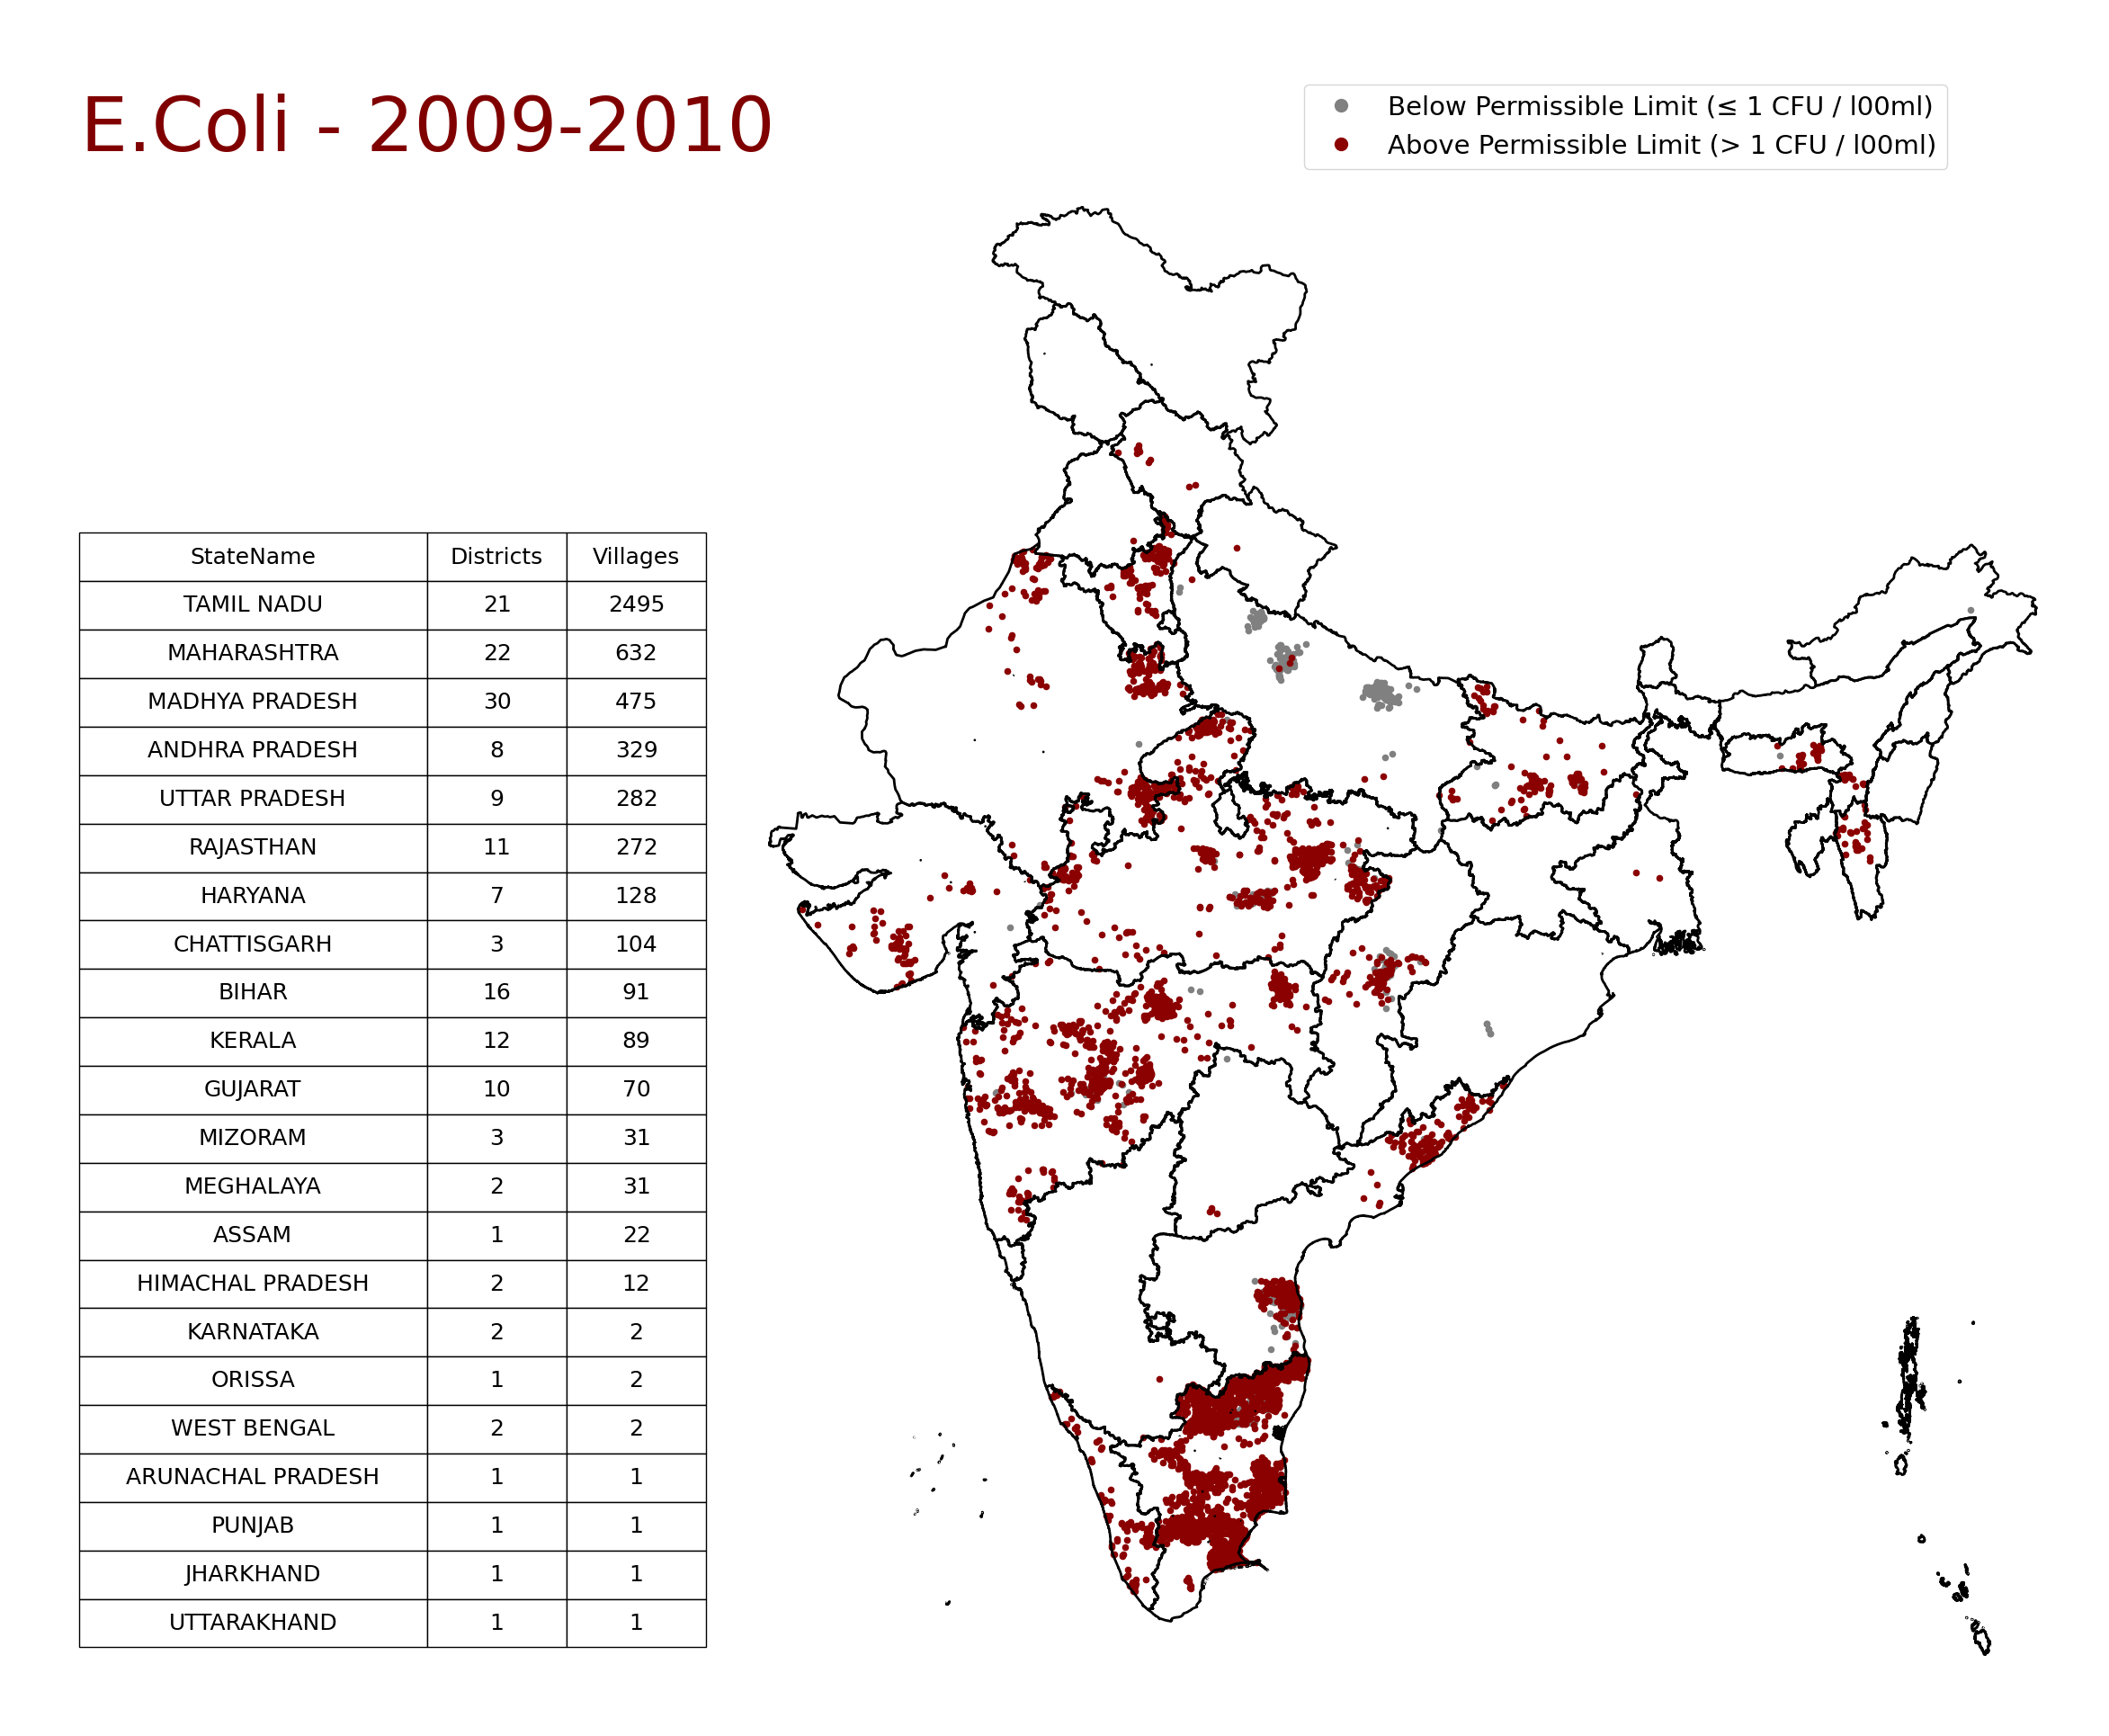 E.Coli - 2009-2010
Below Permissible Limit (≤ 1 CFU / l00ml)
Above Permissible Limit (> 1 CFU / l00ml)
StateName Districts Villages
TAMIL NADU 21 2495
MAHARASHTRA 22 632
MADHYA PRADESH 30 475
ANDHRA PRADESH 8 329
UTTAR PRADESH 9 282
RAJASTHAN 11 272
HARYANA 7 128
CHATTISGARH 3 104
BIHAR 16 91
KERALA 12 89
GUJARAT 10 70
MIZORAM 3 31
MEGHALAYA 2 31
ASSAM 1 22
HIMACHAL PRADESH 2 12
KARNATAKA 2 2
ORISSA 1 2
WEST BENGAL 2 2
ARUNACHAL PRADESH 1 1
PUNJAB 1 1
JHARKHAND 1 1
UTTARAKHAND 1 1